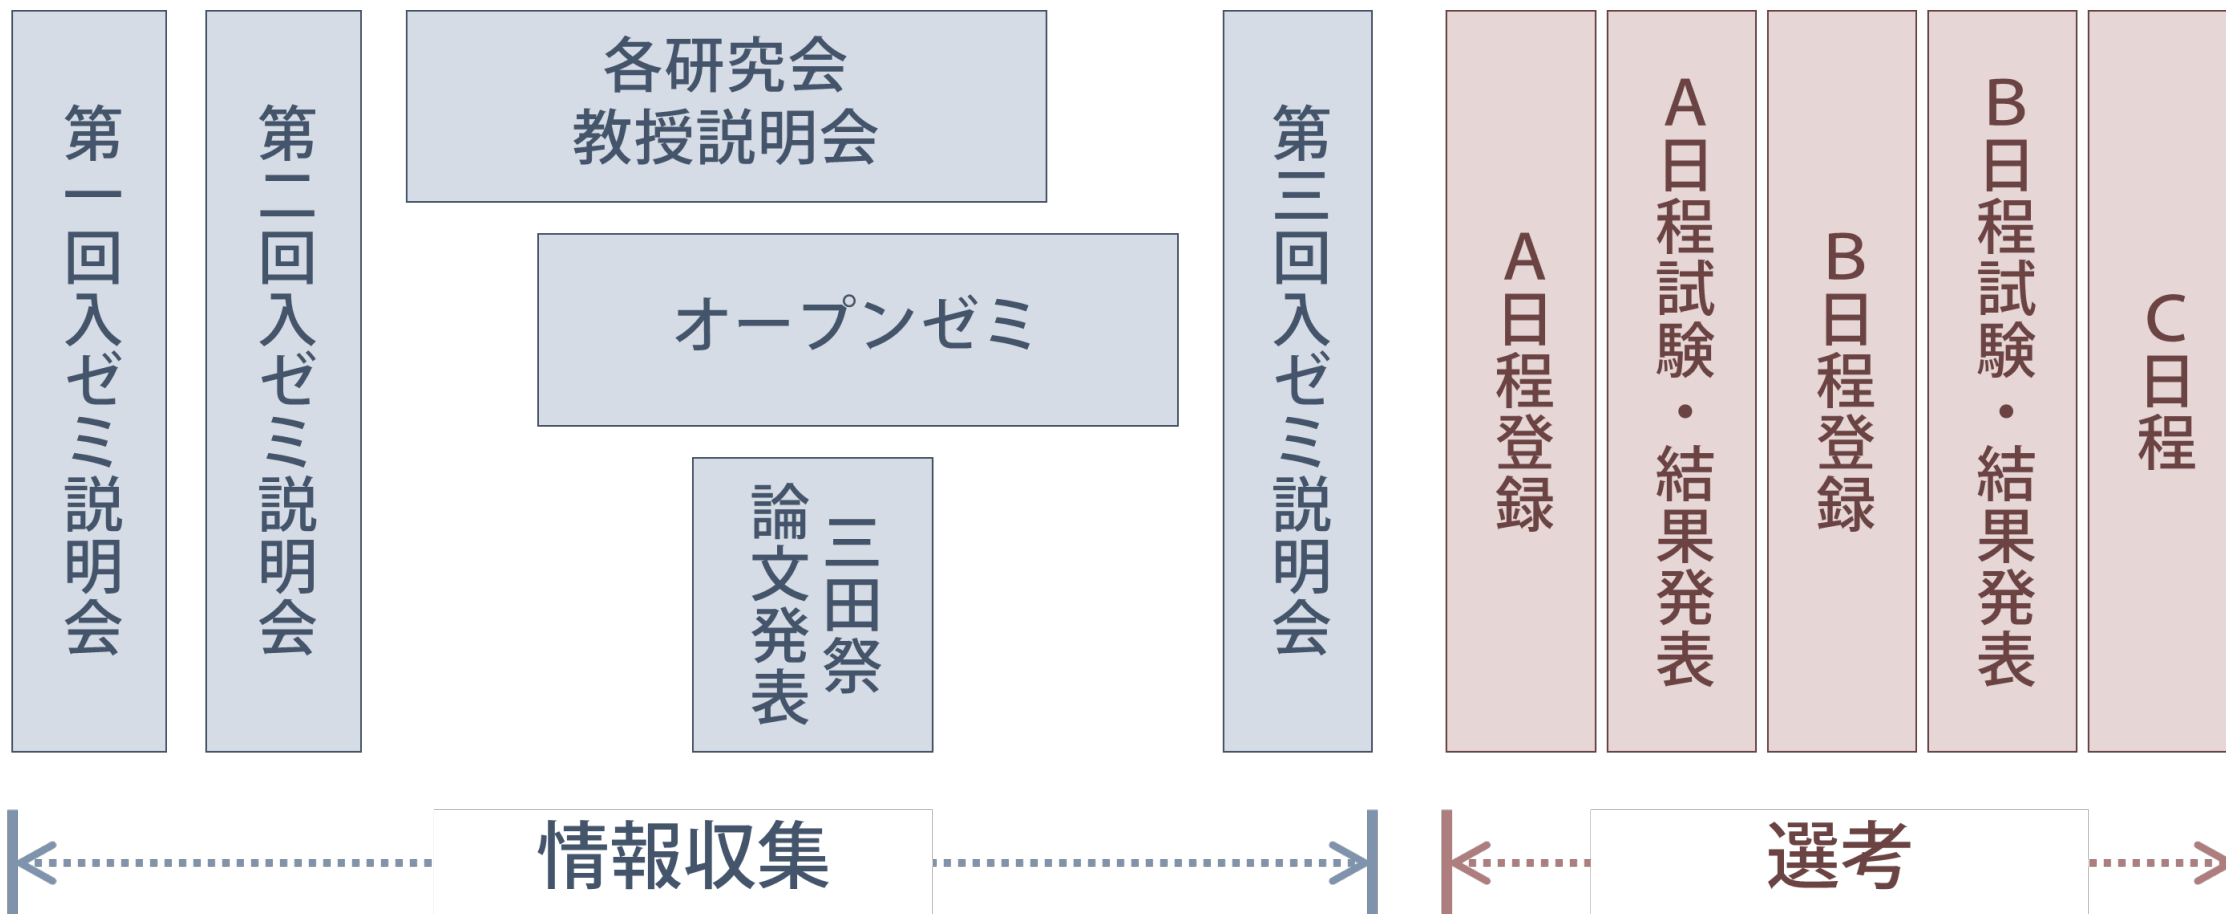 第一回入ゼミ説明会
第二回入ゼミ説明会
各研究会
教授説明会
オープンゼミ
三田祭
論文発表
第三回入ゼミ説明会
A日程登録
A日程試験・結果発表
B日程登録
B日程試験・結果発表
C日程
情報収集
選考